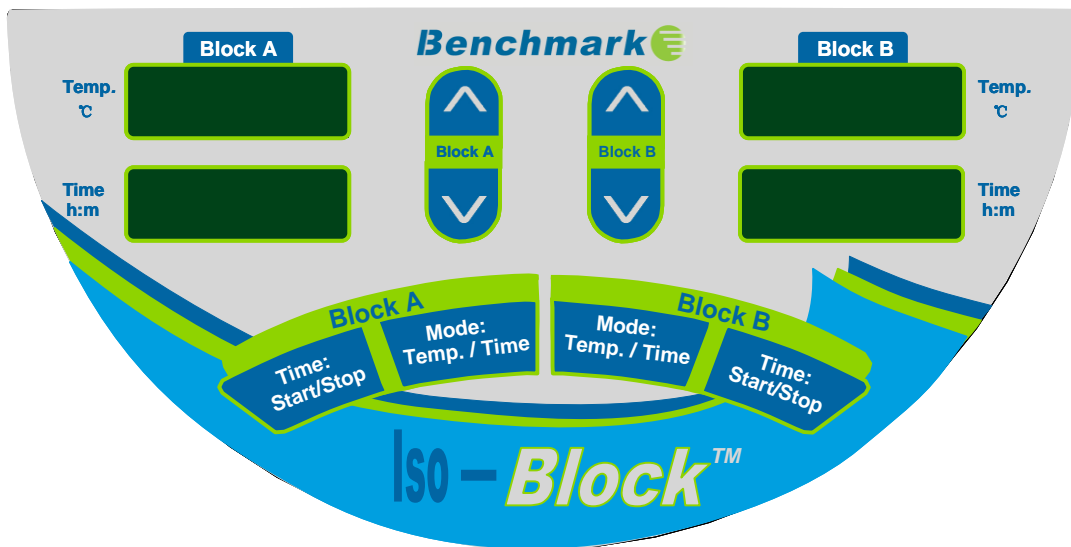 Block A
Benchmark
Block B
Temp.
℃
Temp.
℃
Block A
Block B
Time
h:m
Time
h:m
Block A
Block B
Time:
Start/Stop
Mode:
Temp. / Time
Mode:
Temp. / Time
Time:
Start/Stop
Iso – Block™